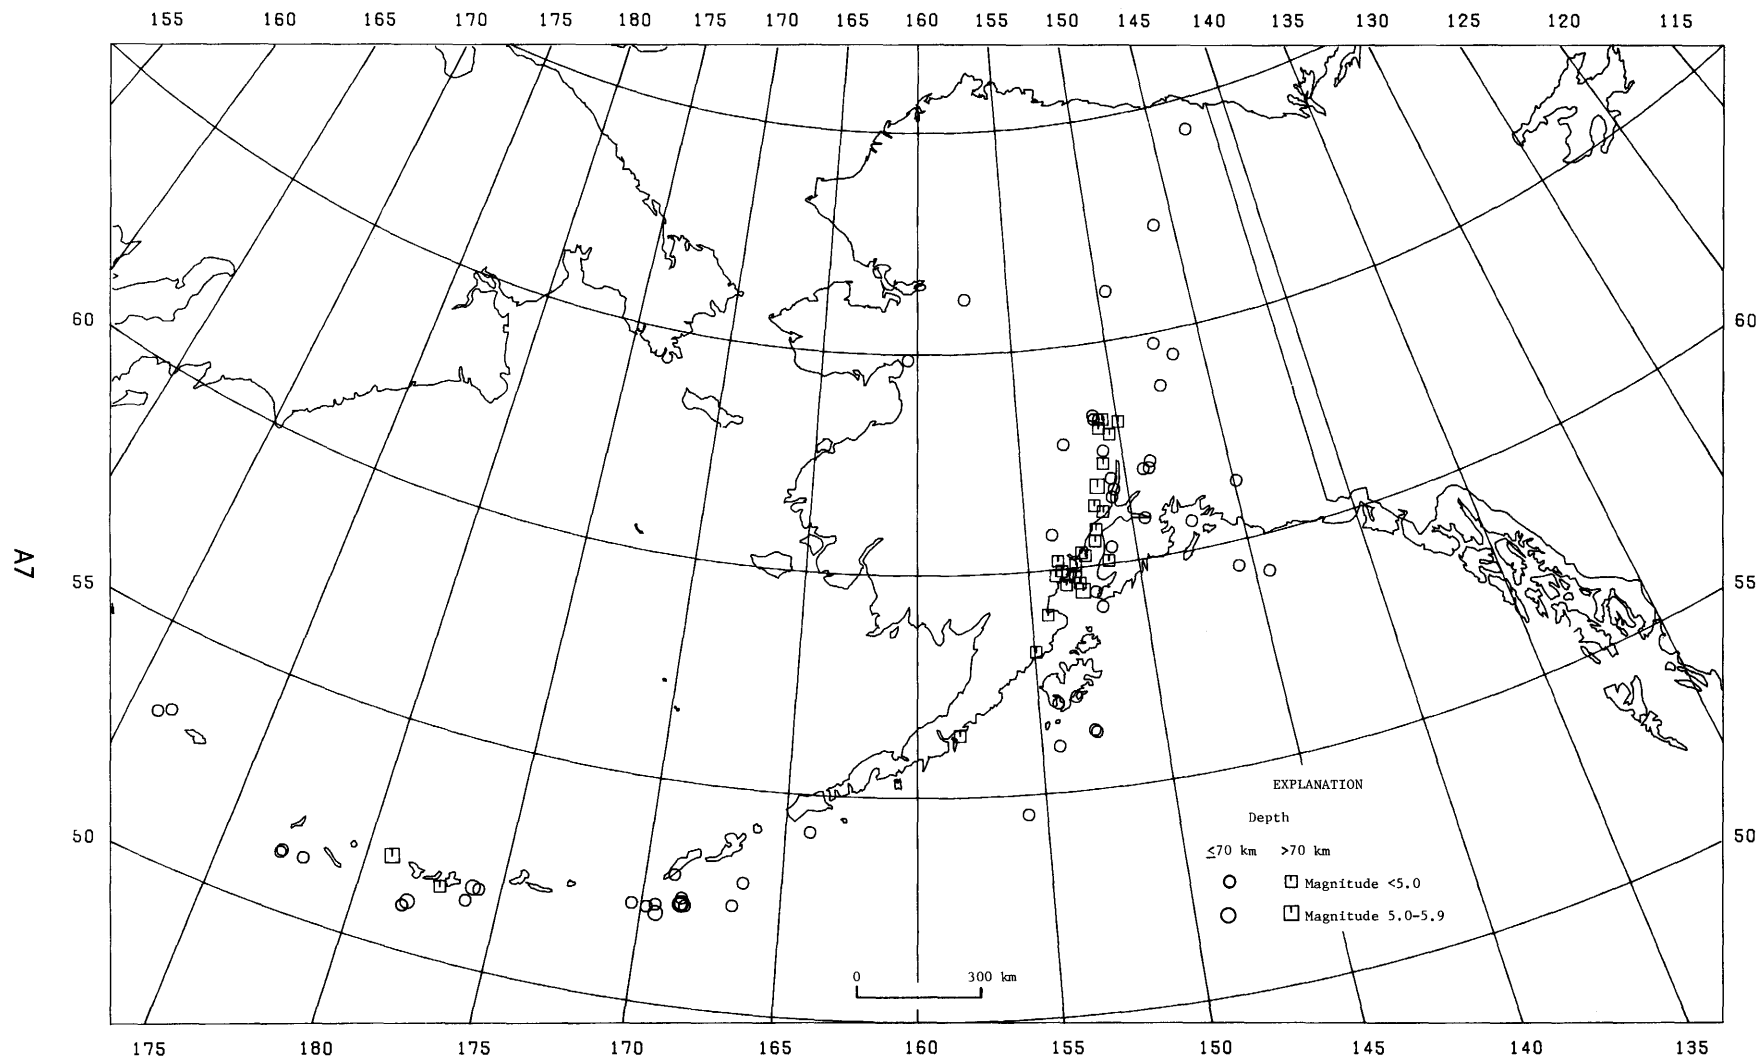 155 160 165 170 175 180 175 170 165 160 155 150 145 140 135 130 125 120 115
60 60
A7
55 55
EXPLANATION
Depth
50 50
≤70 km >70 km
Magnitude <5.0
Magnitude 5.0-5.9
0 300 km
175 180 175 170 165 160 155 150 145 140 135